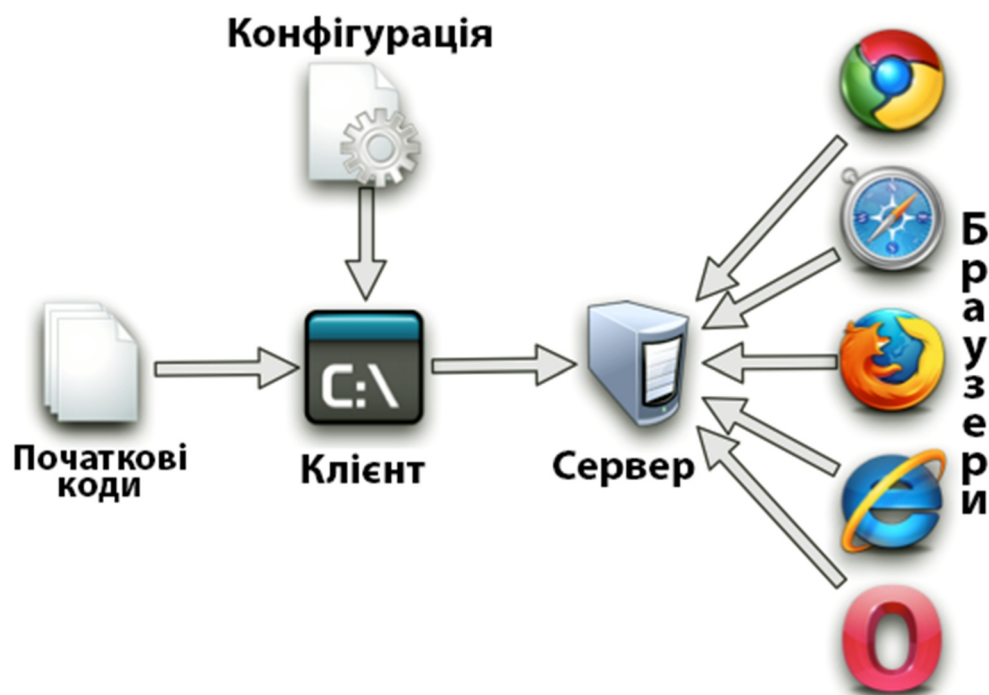 Конфігурація
Початкові
коди
C:\
Клієнт
Сервер
Браузери